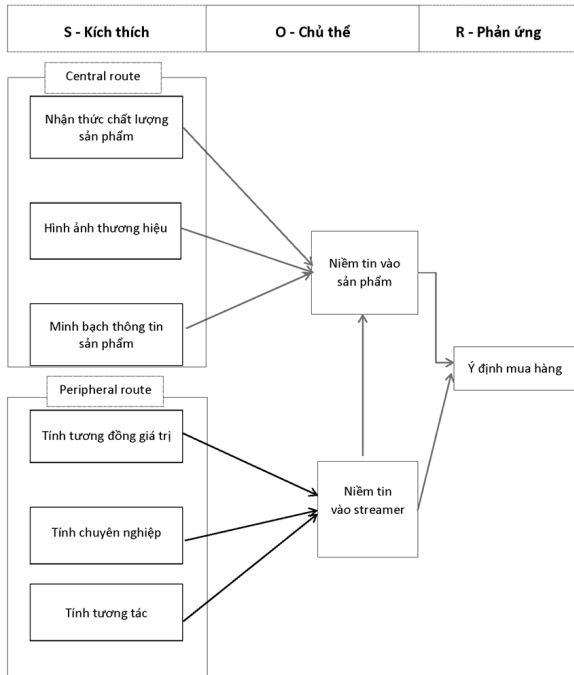 S - Kích thích
O - Chủ thể
R - Phản ứng
Central route
Nhận thức chất lượng
sản phẩm
Hình ảnh thương hiệu
Minh bạch thông tin
sản phẩm
Niềm tin vào
sản phẩm
Ý định mua hàng
Peripheral route
Tính tương đồng giá trị
Tính chuyên nghiệp
Tính tương tác
Niềm tin
vào streamer